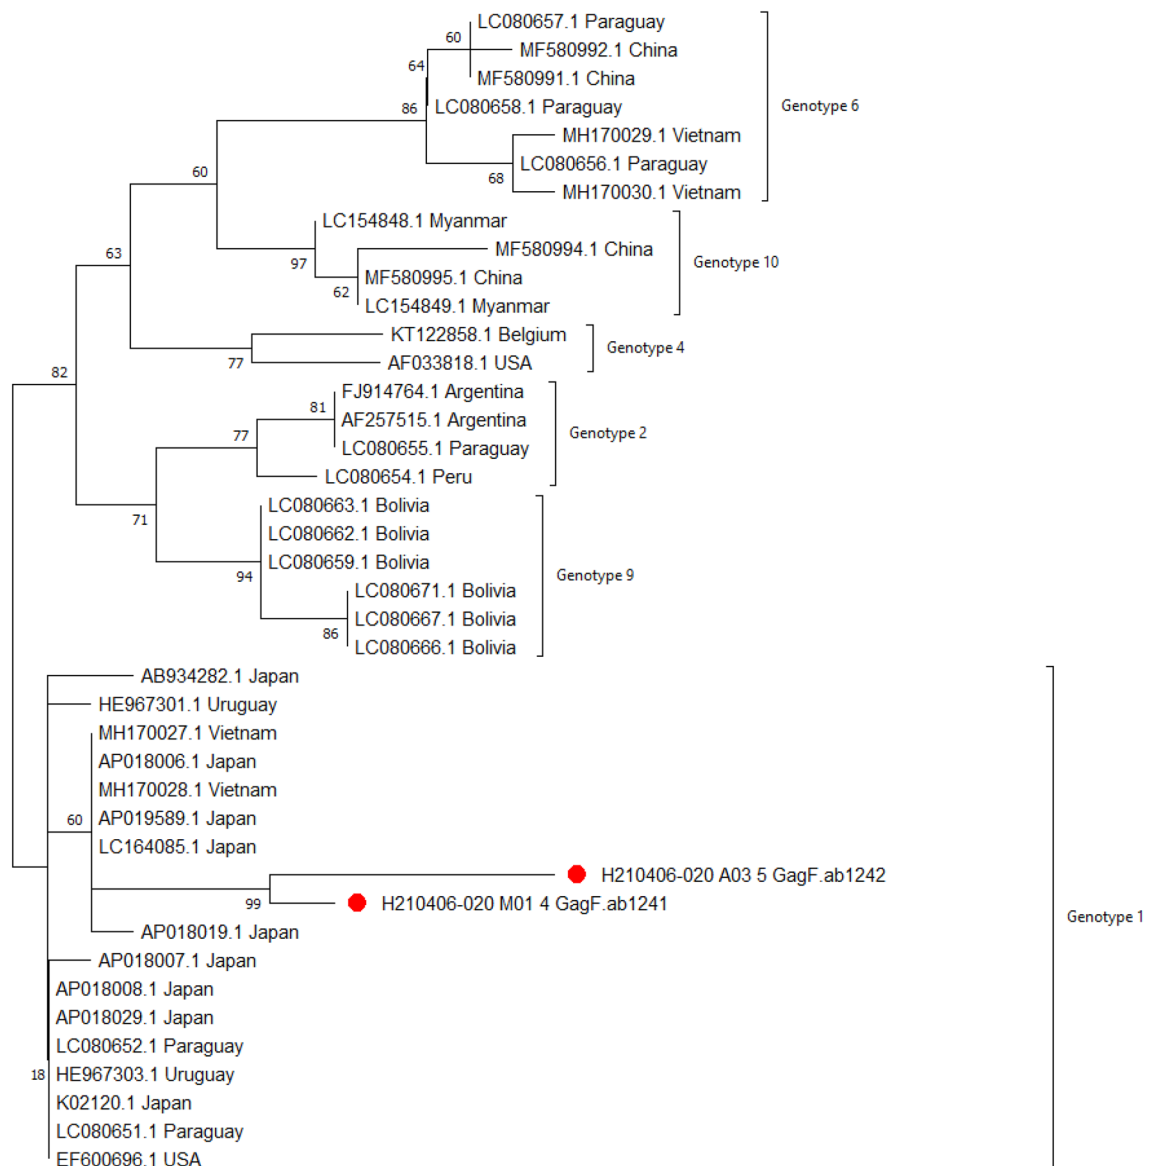 LC080657.1 Paraguay
60
MF580992.1 China
64
MF580991.1 China
86
LC080658.1 Paraguay
Genotype 6
MH170029.1 Vietnam
LC080656.1 Paraguay
60
68
MH170030.1 Vietnam
LC154848.1 Myanmar
63
MF580994.1 China
97
Genotype 10
MF580995.1 China
62
LC154849.1 Myanmar
KT122858.1 Belgium
Genotype 4
77
AF033818.1 USA
82
FJ914764.1 Argentina
81
AF257515.1 Argentina
77
Genotype 2
LC080655.1 Paraguay
LC080654.1 Peru
LC080663.1 Bolivia
71
LC080662.1 Bolivia
LC080659.1 Bolivia
94
Genotype 9
LC080671.1 Bolivia
LC080667.1 Bolivia
86
LC080666.1 Bolivia
AB934282.1 Japan
HE967301.1 Uruguay
MH170027.1 Vietnam
AP018006.1 Japan
MH170028.1 Vietnam
60
AP019589.1 Japan
LC164085.1 Japan
H210406-020 A03 5 GagF.ab1242
99
H210406-020 M01 4 GagF.ab1241
Genotype 1
AP018019.1 Japan
AP018007.1 Japan
AP018008.1 Japan
AP018029.1 Japan
LC080652.1 Paraguay
18
HE967303.1 Uruguay
K02120.1 Japan
LC080651.1 Paraguay
EF600696.1 USA